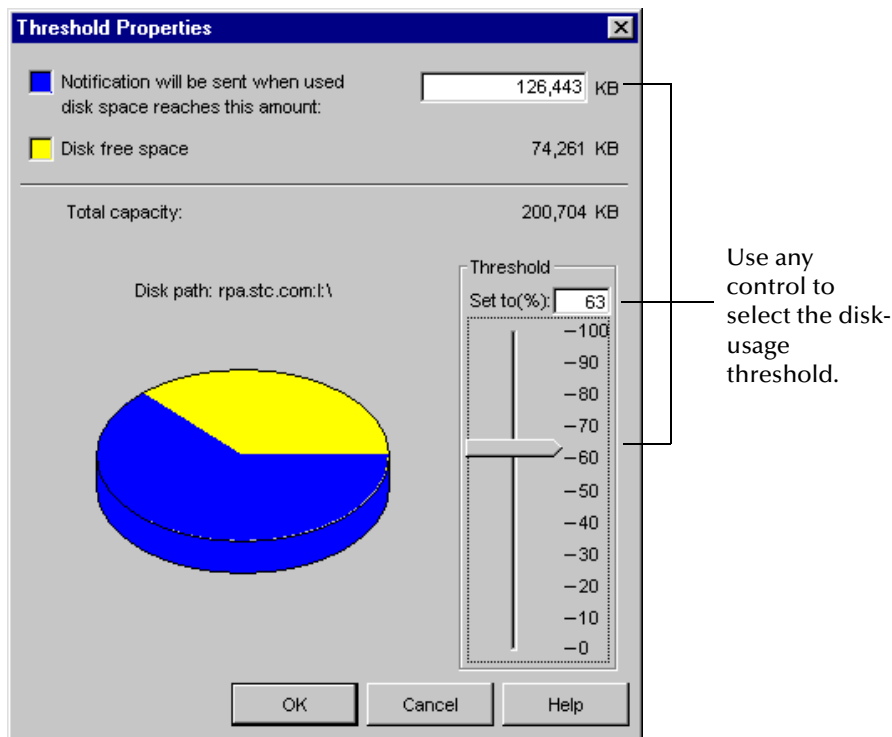 Threshold Properties
Notification will be sent when used
disk space reaches this amount:
126,443 KB
Disk free space
74,261 KB
Total capacity:
200,704 KB
Disk path: rpa.stc.com:I:\
Threshold
Set to(%): 63
100
90
80
70
60
50
40
30
20
10
0
OK
Cancel
Help
Use any
control to
select the disk-
usage
threshold.